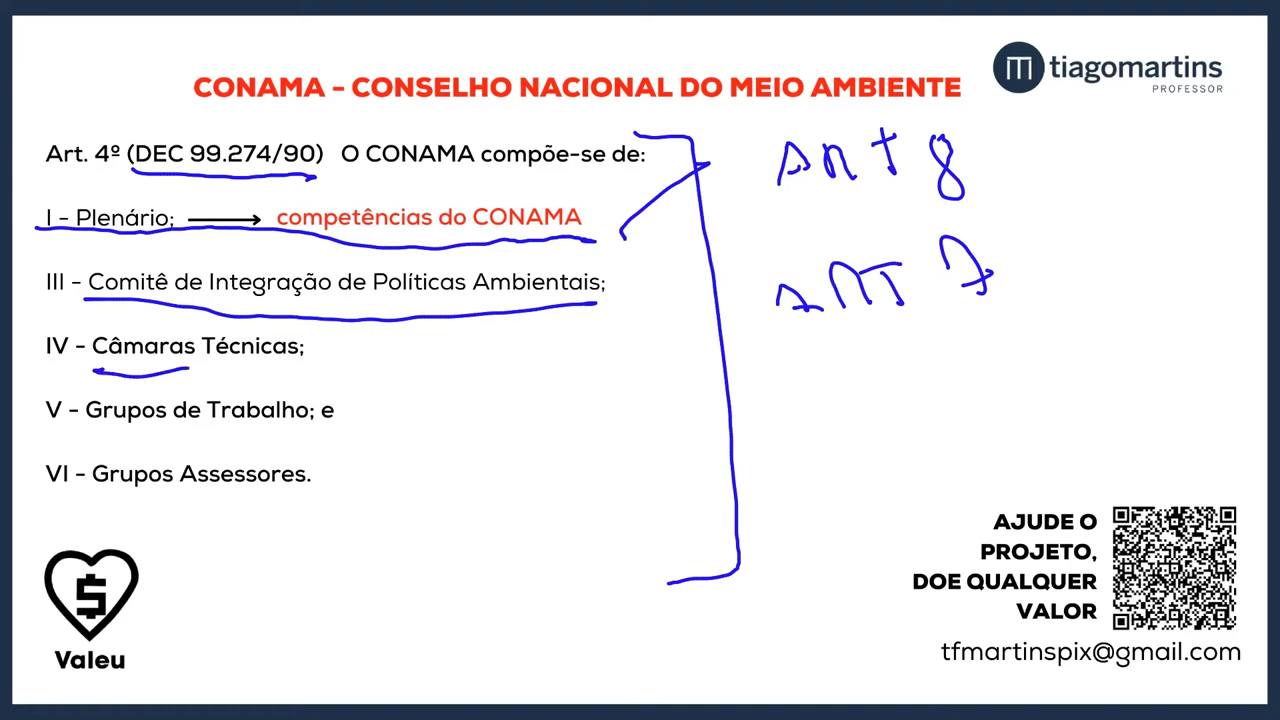 tiagomartins
PROFESSOR
CONAMA - CONSELHO NACIONAL DO MEIO AMBIENTE
Art. 4º (DEC 99.274/90) O CONAMA compõe-se de:
I - Plenário; competências do CONAMA
III - Comitê de Integração de Políticas Ambientais;
IV - Câmaras Técnicas;
V - Grupos de Trabalho; e
VI - Grupos Assessores.
Art 8
ART 7
Valeu
AJUDE O
PROJETO,
DOE QUALQUER
VALOR
tfmartinspix@gmail.com